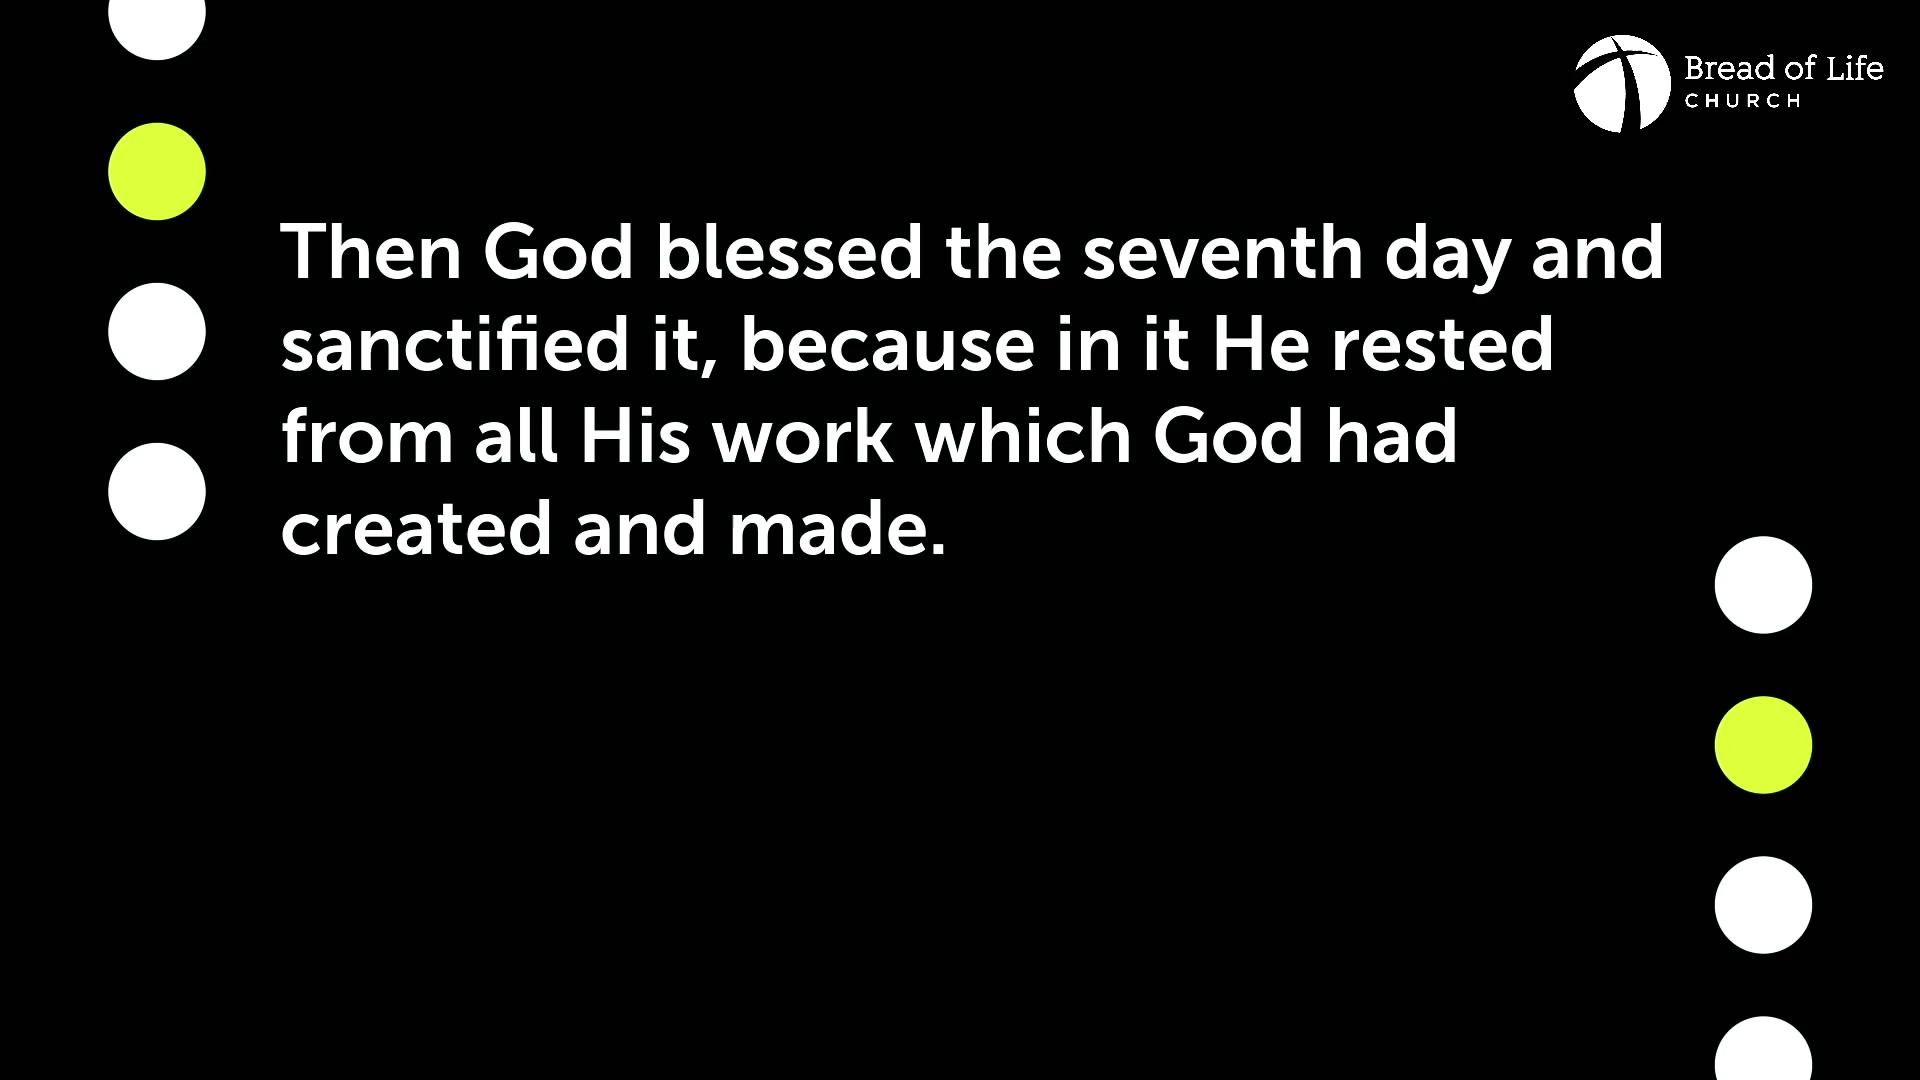 Bread of Life
CHURCH
Then God blessed the seventh day and
sanctified it, because in it He rested
from all His work which God had
created and made.